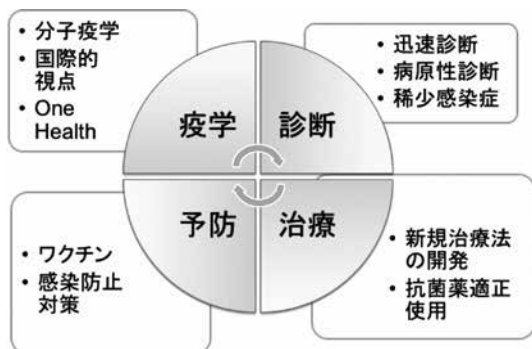 ・分子疫学
・国際的
視点
・One
Health
・迅速診断
・病原性診断
・稀少感染症
疫学
診断
予防
治療
・ワクチン
・感染防止
対策
・新規治療法
の開発
・抗菌薬適正
使用